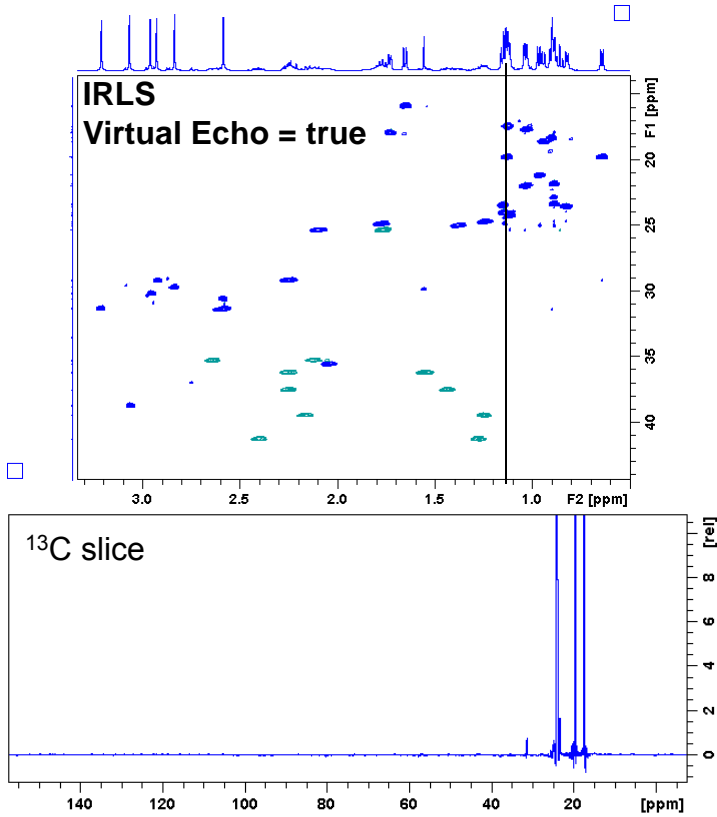 IRLS
Virtual Echo = true
F1 [ppm]
20
25
30
35
40
3.0 2.5 2.0 1.5 1.0 F2 [ppm]
¹³C slice
[rel]
8
6
4
2
0
140 120 100 80 60 40 20 [ppm]